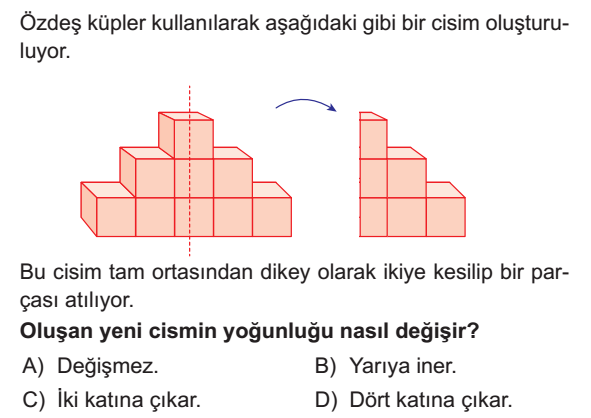 Özdeş küpler kullanılarak aşağıdaki gibi bir cisim oluşturu-
luyor.
Bu cisim tam ortasından dikey olarak ikiye kesilip bir par-
çası atılıyor.
Oluşan yeni cismin yoğunluğu nasıl değişir?
A) Değişmez. B) Yarıya iner.
C) İki katına çıkar. D) Dört katına çıkar.